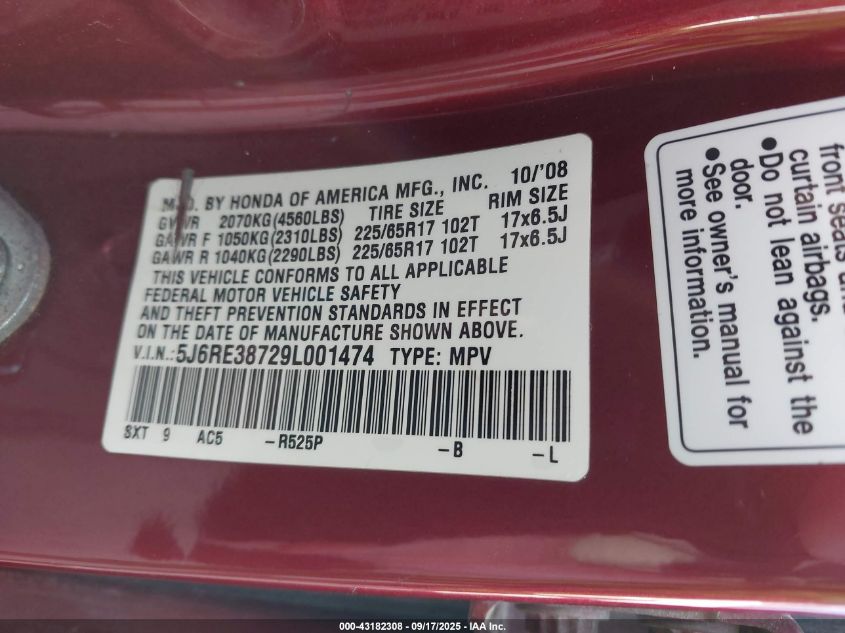 MFD. BY HONDA OF AMERICA MFG., INC. 10/'08
GVWR 2070KG(4560LBS) TIRE SIZE RIM SIZE
GAWR F 1050KG(2310LBS) 225/65R17 102T 17x6.5J
GAWR R 1040KG(2290LBS) 225/65R17 102T 17x6.5J
THIS VEHICLE CONFORMS TO ALL APPLICABLE
FEDERAL MOTOR VEHICLE SAFETY
AND THEFT PREVENTION STANDARDS IN EFFECT
ON THE DATE OF MANUFACTURE SHOWN ABOVE.
V.I.N.:5J6RE38729L001474 TYPE: MPV
SXT 9 AC5 -R525P -B -L
front seats and
curtain airbags.
•Do not lean against the
door.
•See owner's manual for
more information.
000-43182308 - 09/17/2025 - IAA Inc.